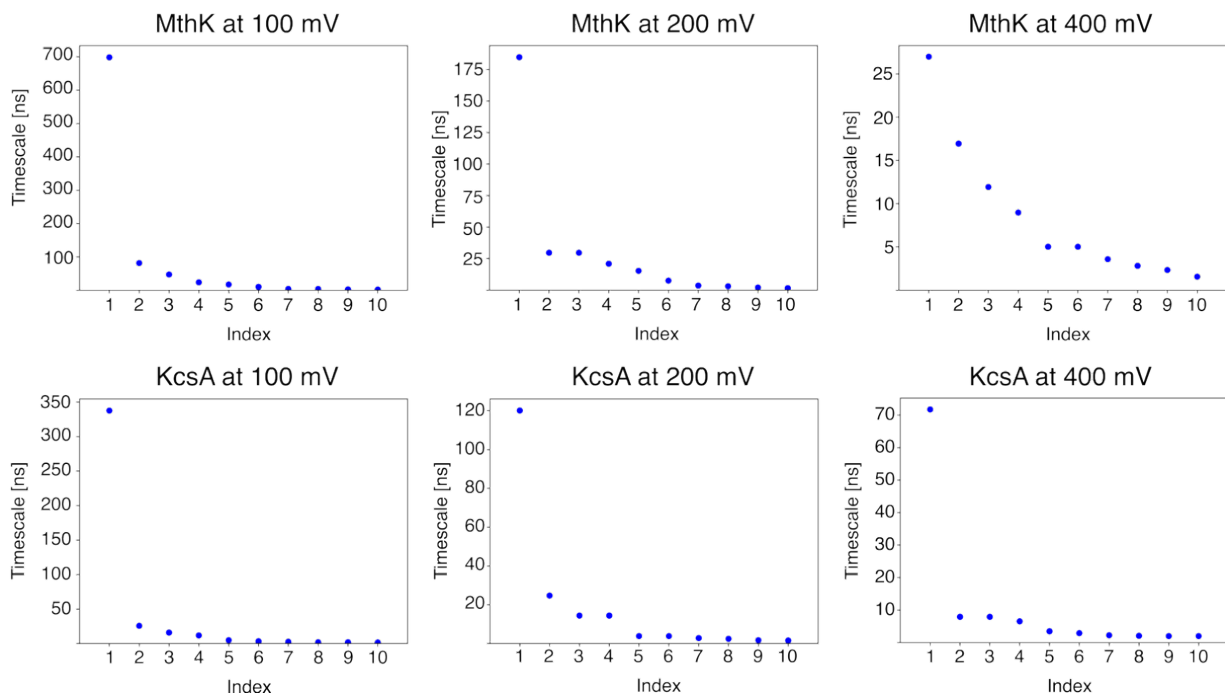 MthK at 100 mV
Timescale [ns]
700
600
500
400
300
200
100
1 2 3 4 5 6 7 8 9 10
Index
MthK at 200 mV
Timescale [ns]
175
150
125
100
75
50
25
1 2 3 4 5 6 7 8 9 10
Index
MthK at 400 mV
Timescale [ns]
25
20
15
10
5
1 2 3 4 5 6 7 8 9 10
Index
KcsA at 100 mV
Timescale [ns]
350
300
250
200
150
100
50
1 2 3 4 5 6 7 8 9 10
Index
KcsA at 200 mV
Timescale [ns]
120
100
80
60
40
20
1 2 3 4 5 6 7 8 9 10
Index
KcsA at 400 mV
Timescale [ns]
70
60
50
40
30
20
10
1 2 3 4 5 6 7 8 9 10
Index